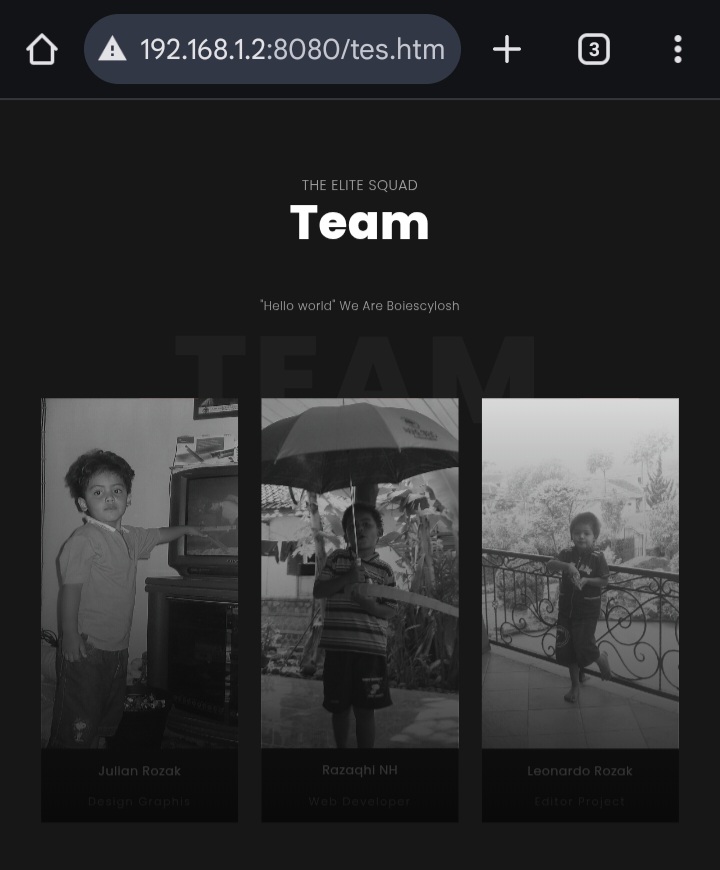 192.168.1.2:8080/tes.htm
3
THE ELITE SQUAD
Team
"Hello world" We Are Boiescylosh
TEAM
Julian Rozak
Razaqhi NH
Leonardo Rozak
Design Graphis
Web Developer
Editor Project